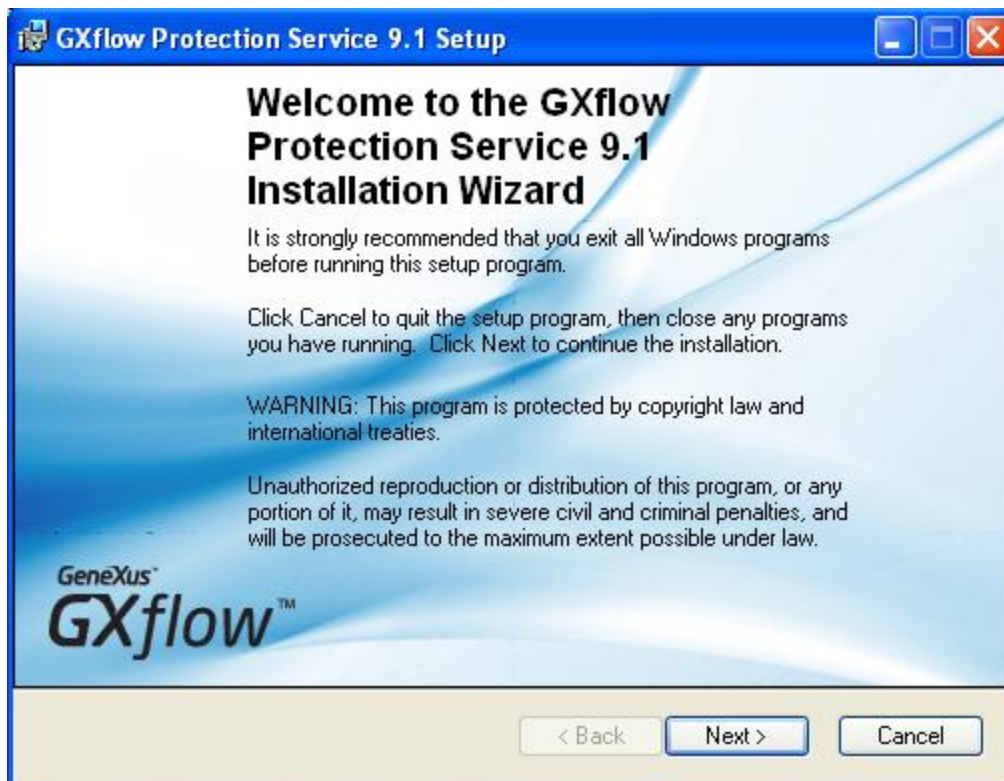 GXflow Protection Service 9.1 Setup
Welcome to the GXflow
Protection Service 9.1
Installation Wizard
It is strongly recommended that you exit all Windows programs
before running this setup program.
Click Cancel to quit the setup program, then close any programs
you have running.  Click Next to continue the installation.
WARNING: This program is protected by copyright law and
international treaties.
Unauthorized reproduction or distribution of this program, or any
portion of it, may result in severe civil and criminal penalties, and
will be prosecuted to the maximum extent possible under law.
GeneXus™
GXflow™
< Back
Next >
Cancel